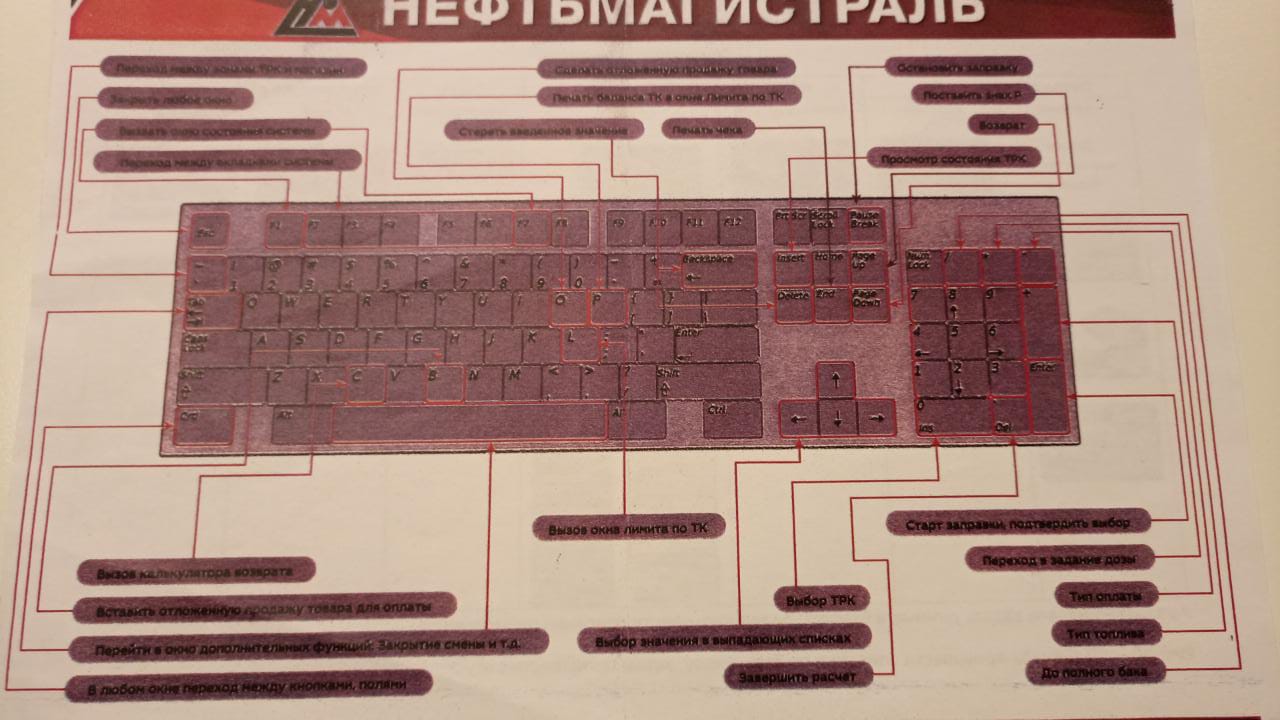 НЕФТЬМАГИСТРАЛЬ
Переход между зонами ТРК и магазин
Закрыть любое окно
Вызвать окно состояния системы
Переход между вкладками системы
Сделать отложенную продажу товара
Печать баланса ТК в окне Лимита по ТК
Стереть введенное значение
Печать чека
Остановить заправку
Поставить знак Р
Возврат
Просмотр состояния ТРК
Esc F1 F2 F3 F4 F5 F6 F7 F8 F9 F10 F11 F12 Prt Scr Scroll Lock Pause Break
~ ! 1 @ 2 # 3 $ 4 % 5 ^ 6 & 7 * 8 ( 9 ) 0 Backspace Insert Home Page Up Num Lock / * -
Tab Q W E R T Y U I O P { [ } ] Delete End Page Down 7 8 9 +
Caps Lock A S D F G H J K L Enter 4 5 6
Shift Z X C V B N M < > ? Shift 1 2 3 Enter
Ctrl Alt Al Ctrl 0 Ins Del
Вызов окна лимита по ТК
Вызов калькулятора возврата
Вставить отложенную продажу товара для оплаты
Перейти в окно дополнительных функций: Закрытие смены и т.д.
В любом окне переход между кнопками, полями
Выбор ТРК
Выбор значения в выпадающих списках
Завершить расчет
Старт заправки, подтвердить выбор
Переход в задание дозы
Тип оплаты
Тип топлива
До полного бака